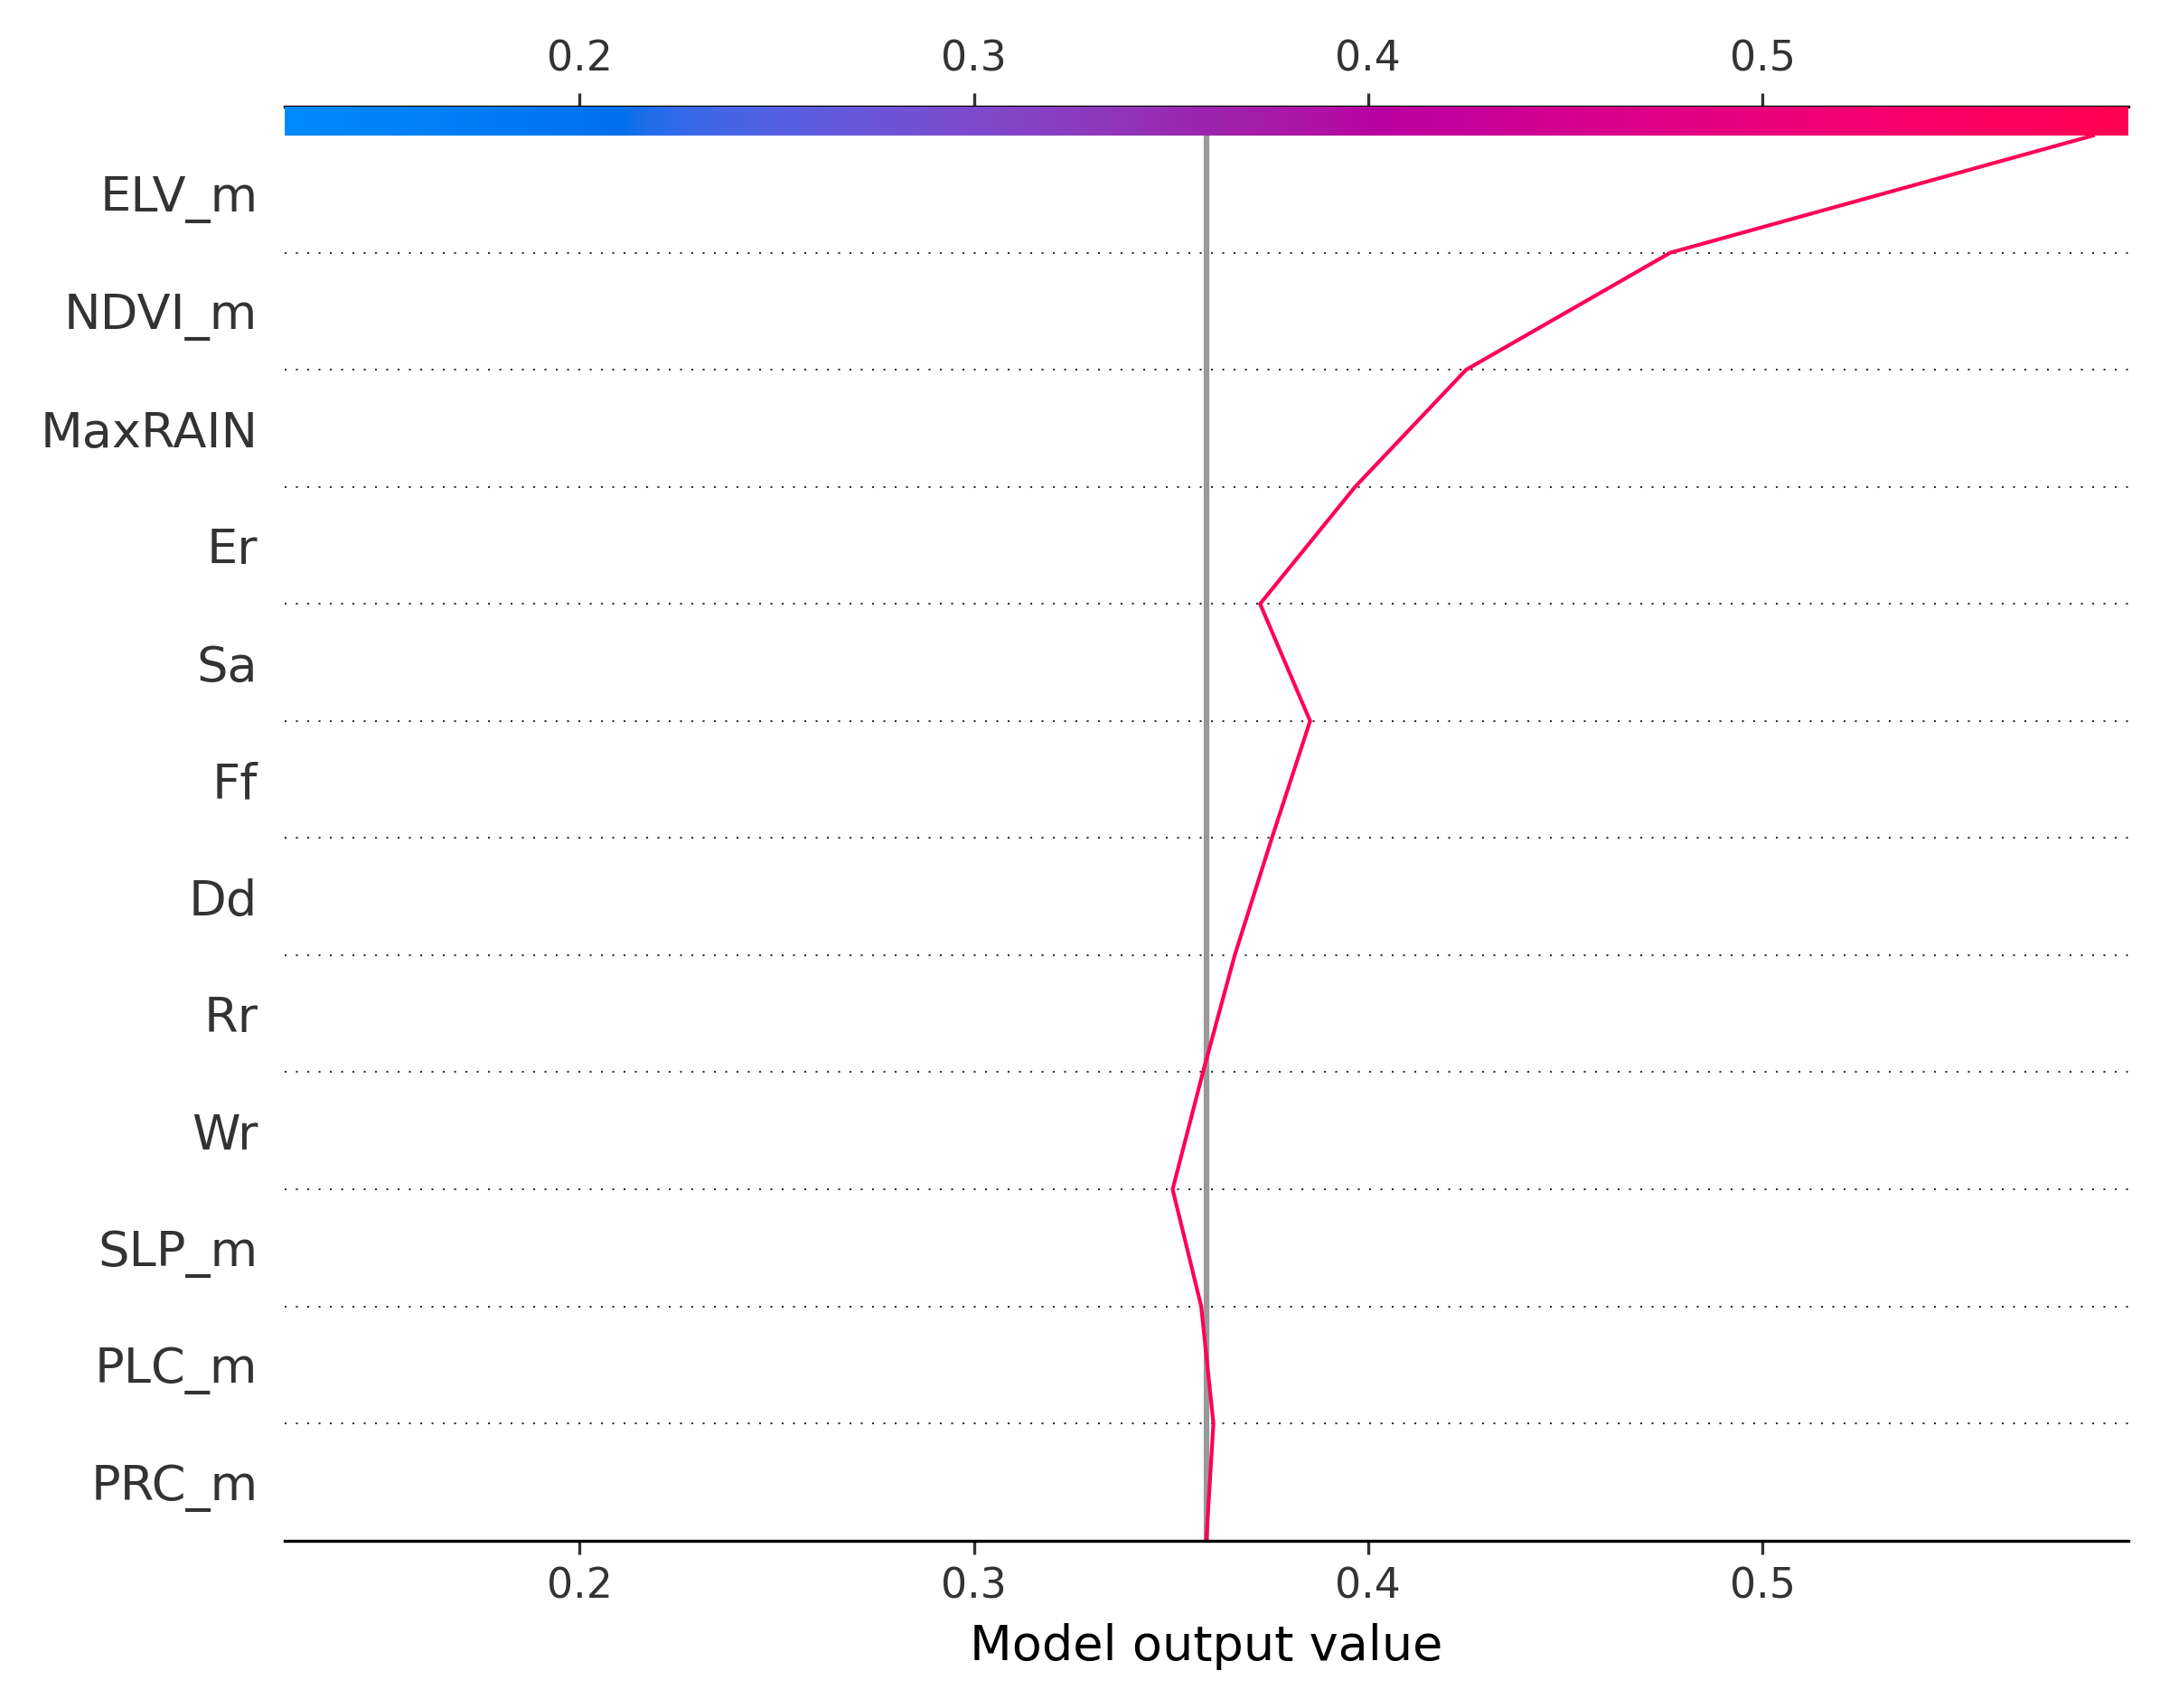 0.2 0.3 0.4 0.5
ELV_m
NDVI_m
MaxRAIN
Er
Sa
Ff
Dd
Rr
Wr
SLP_m
PLC_m
PRC_m
0.2 0.3 0.4 0.5
Model output value